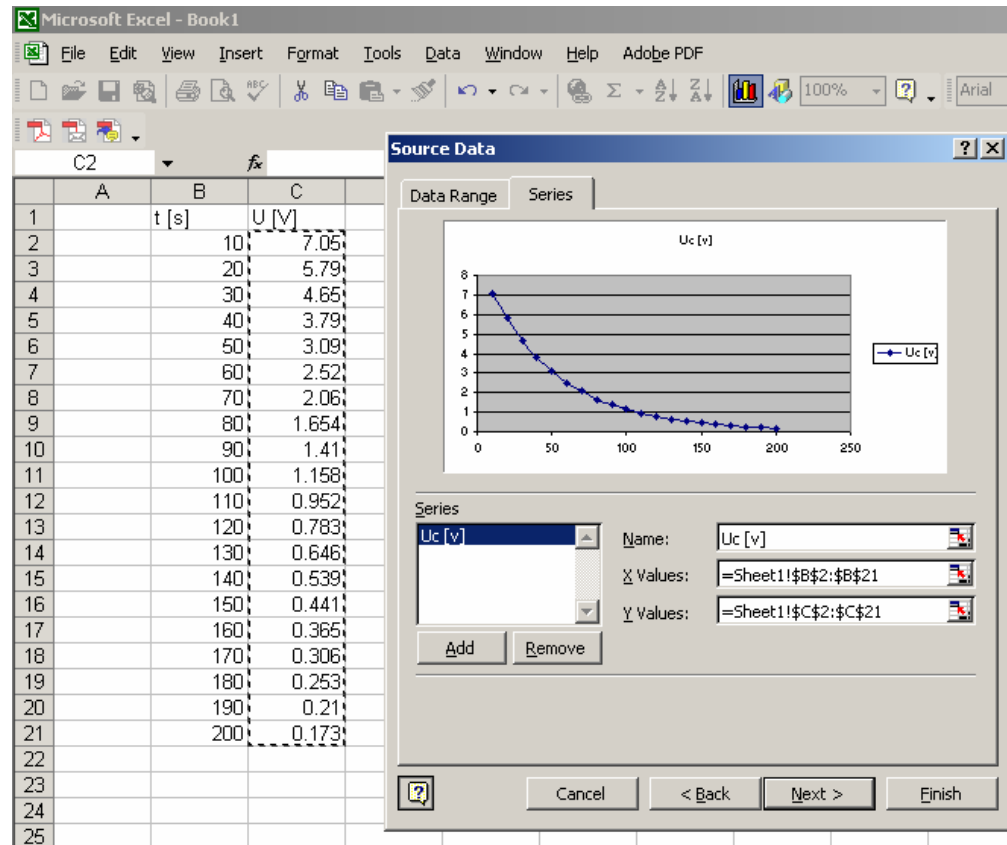 Microsoft Excel - Book1
File Edit View Insert Format Tools Data Window Help Adobe PDF
ABC Σ A Z Z A 100% ? Arial
C2 fx
Source Data ? X
Data Range Series
A B C
1 t [s] U [V]
2 10 7.05
3 20 5.79
4 30 4.65
5 40 3.79
6 50 3.09
7 60 2.52
8 70 2.06
9 80 1.654
10 90 1.41
11 100 1.158
12 110 0.952
13 120 0.783
14 130 0.646
15 140 0.539
16 150 0.441
17 160 0.365
18 170 0.306
19 180 0.253
20 190 0.21
21 200 0.173
22
23
24
25
Uc [v]
8
7
6
5
4
3
2
1
0
0 50 100 150 200 250
Uc [v]
Series
Uc [v]
Name: Uc [v]
X Values: =Sheet1!$B$2:$B$21
Y Values: =Sheet1!$C$2:$C$21
Add Remove
? Cancel < Back Next > Finish